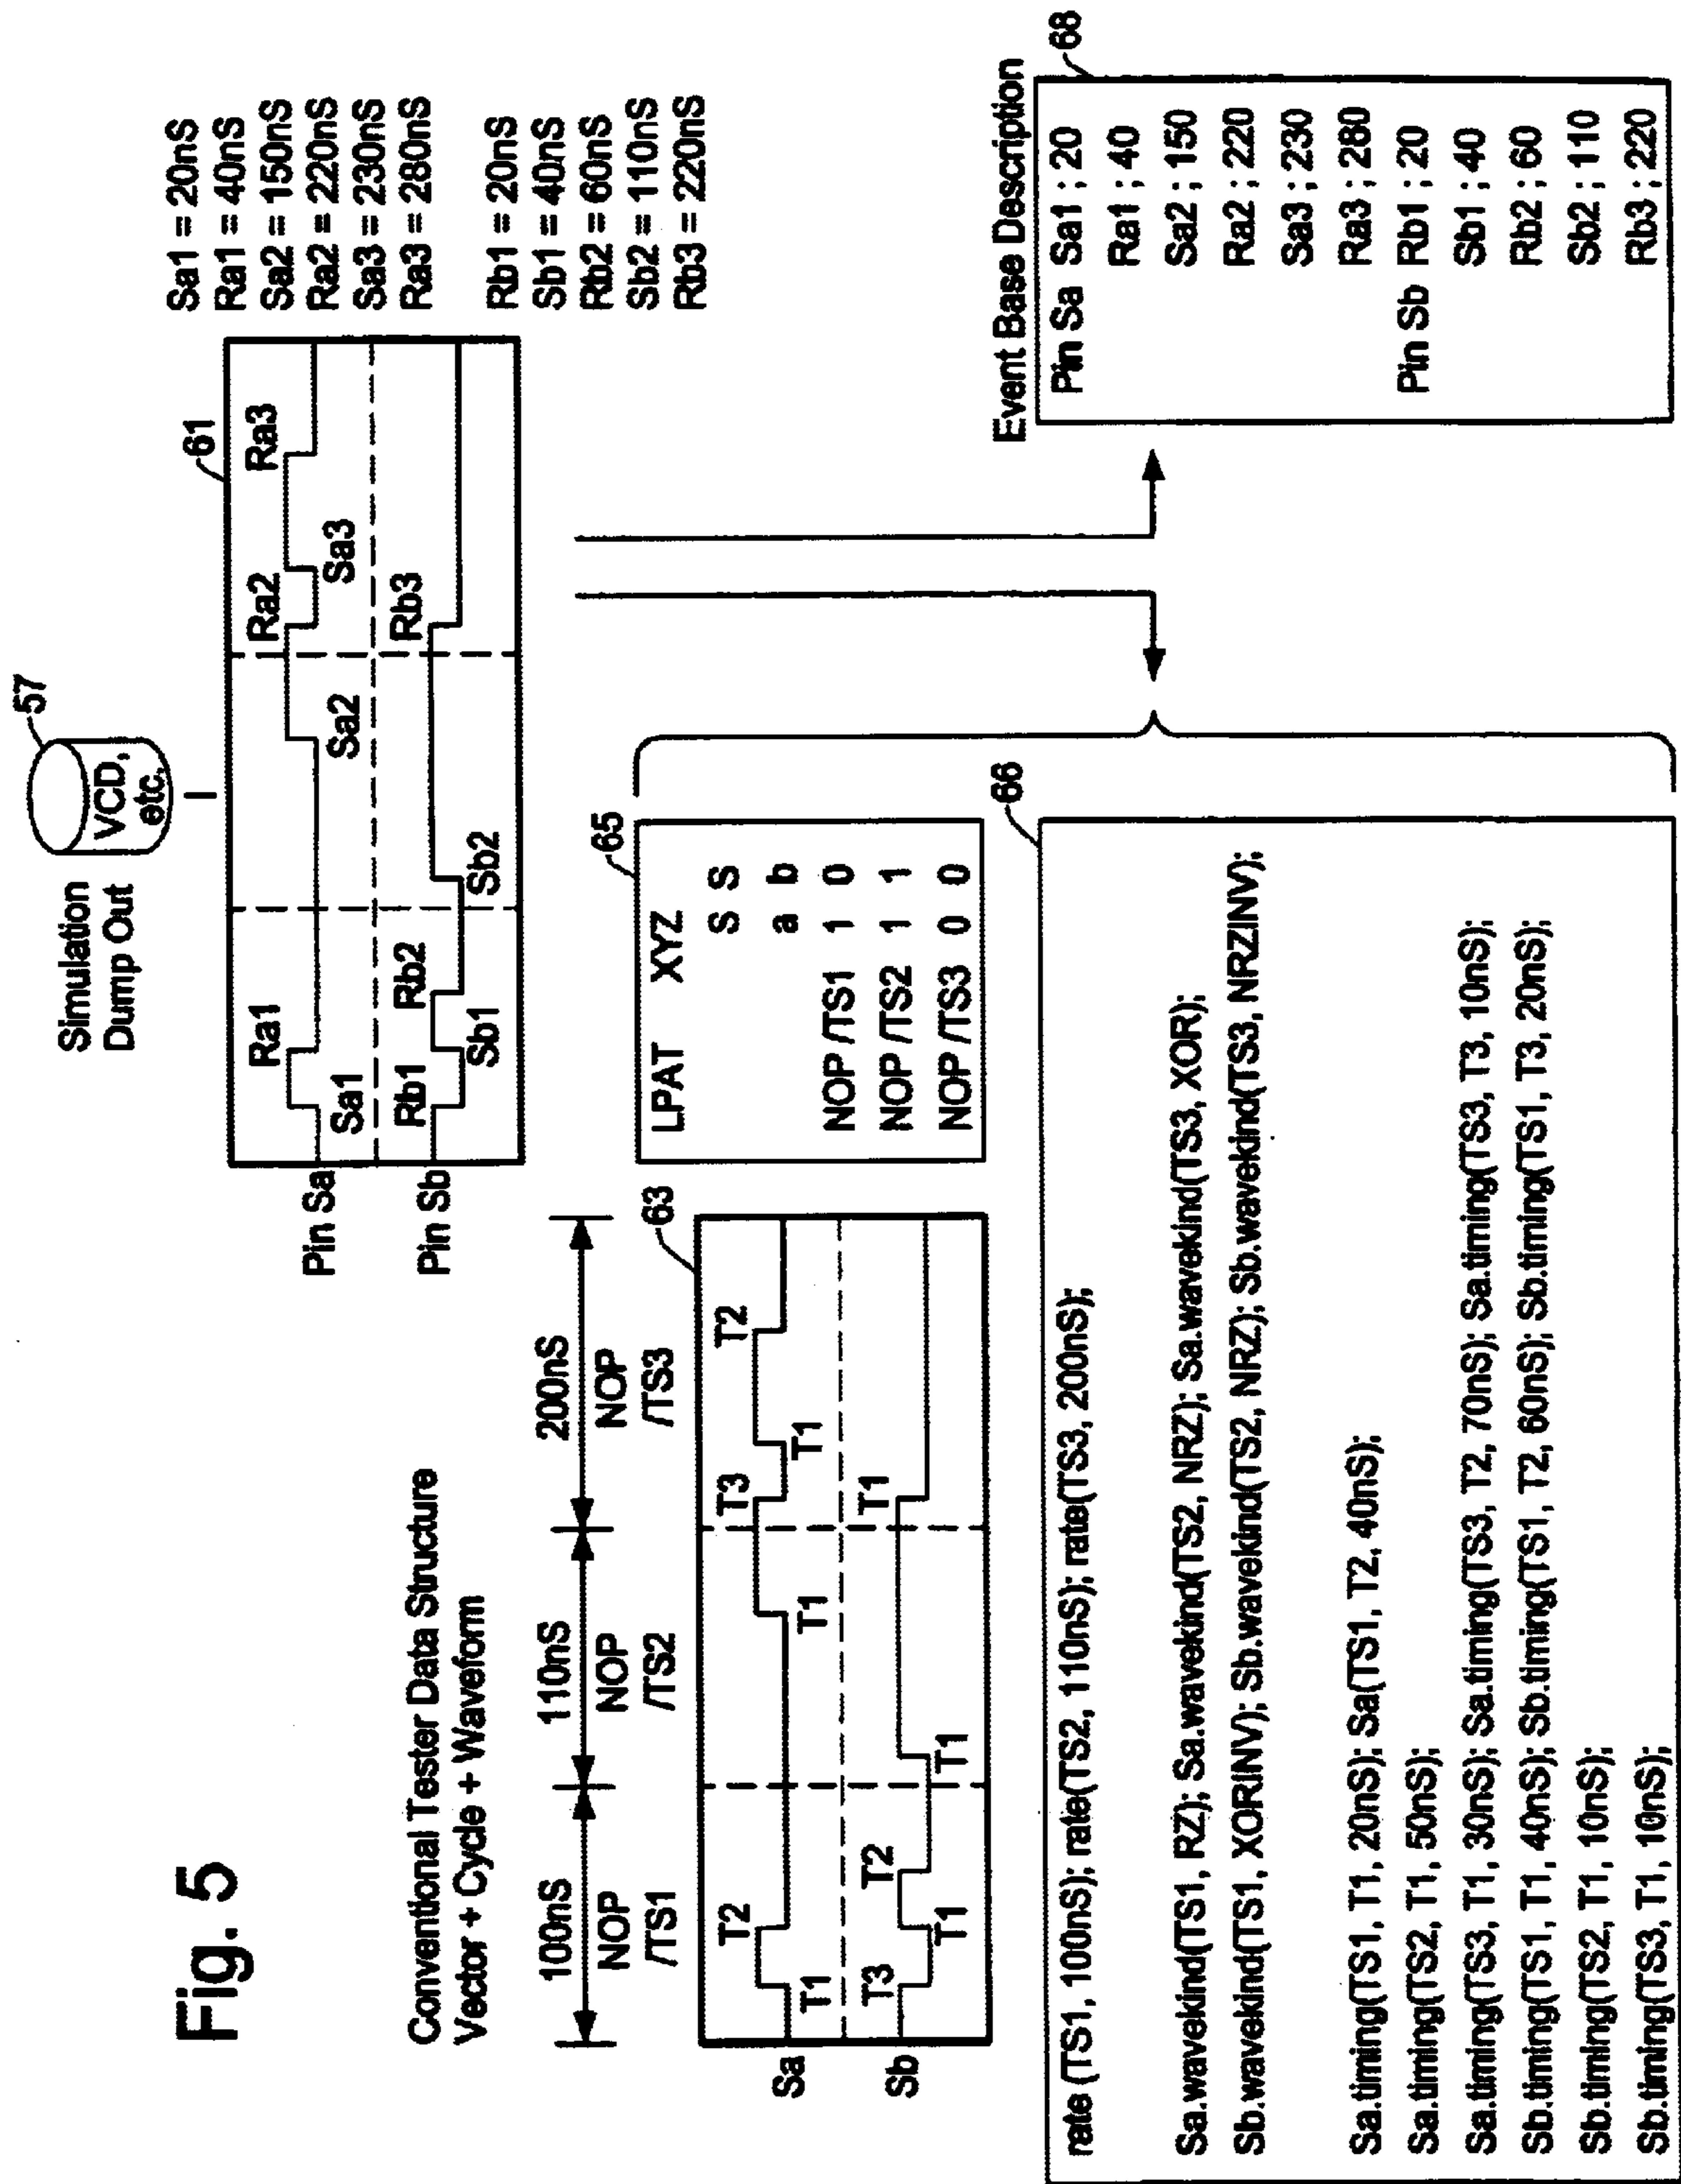 Fig. 5
Simulation
Dump Out
VCD,
etc.
57
61
Pin Sa
Sa1
Ra1
Sa2
Ra2
Sa3
Ra3
Pin Sb
Rb1
Sb1
Rb2
Sb2
Rb3
Sa1 = 20nS
Ra1 = 40nS
Sa2 = 150nS
Ra2 = 220nS
Sa3 = 230nS
Ra3 = 280nS
Rb1 = 20nS
Sb1 = 40nS
Rb2 = 60nS
Sb2 = 110nS
Rb3 = 220nS
Conventional Tester Data Structure
Vector + Cycle + Waveform
100nS 110nS 200nS
NOP NOP NOP
/TS1 /TS2 /TS3
63
Sa
T1
T2
T1
T3
T1
T2
Sb
T3
T1
T2
T1
T1
65
LPAT XYZ
S S
a b
NOP /TS1 1 0
NOP /TS2 1 1
NOP /TS3 0 0
66
rate (TS1, 100nS); rate(TS2, 110nS); rate(TS3, 200nS);
Sa.wavekind(TS1, RZ); Sa.wavekind(TS2, NRZ); Sa.wavekind(TS3, XOR);
Sb.wavekind(TS1, XORINV); Sb.wavekind(TS2, NRZ); Sb.wavekind(TS3, NRZINV);
Sa.timing(TS1, T1, 20nS); Sa(TS1, T2, 40nS);
Sa.timing(TS2, T1, 50nS);
Sa.timing(TS3, T1, 30nS); Sa.timing(TS3, T2, 70nS); Sa.timing(TS3, T3, 10nS);
Sb.timing(TS1, T1, 40nS); Sb.timing(TS1, T2, 60nS); Sb.timing(TS1, T3, 20nS);
Sb.timing(TS2, T1, 10nS);
Sb.timing(TS3, T1, 10nS);
Event Base Description
68
Pin Sa Sa1 ; 20
Ra1 ; 40
Sa2 ; 150
Ra2 ; 220
Sa3 ; 230
Ra3 ; 280
Pin Sb Rb1 ; 20
Sb1 ; 40
Rb2 ; 60
Sb2 ; 110
Rb3 ; 220